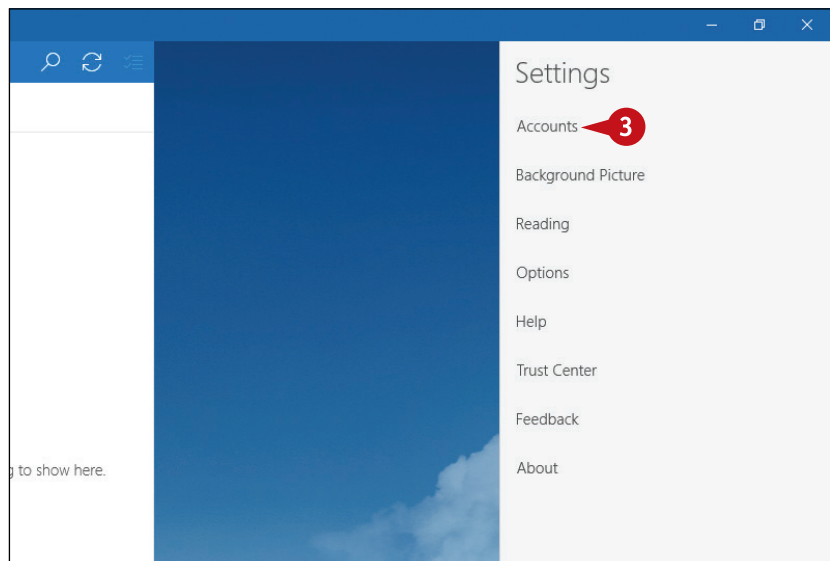 Settings
Accounts
3
Background Picture
Reading
Options
Help
Trust Center
Feedback
About
to show here.